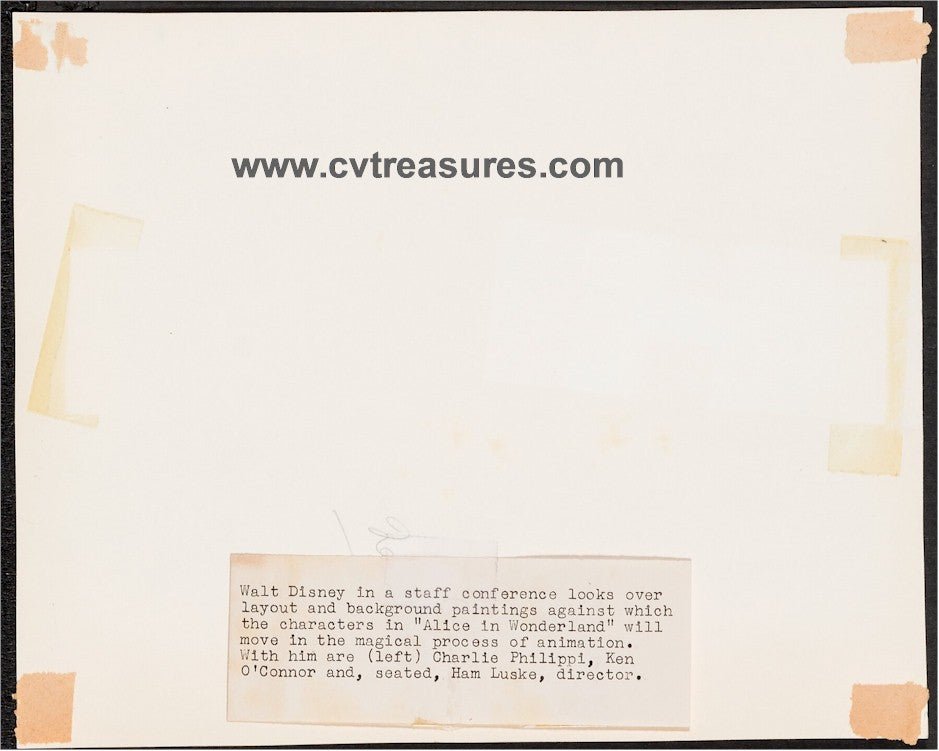 www.cvtreasures.com
Walt Disney in a staff conference looks over
layout and background paintings against which
the characters in "Alice in Wonderland" will
move in the magical process of animation.
With him are (left) Charlie Philippi, Ken
O'Connor and, seated, Ham Luske, director.